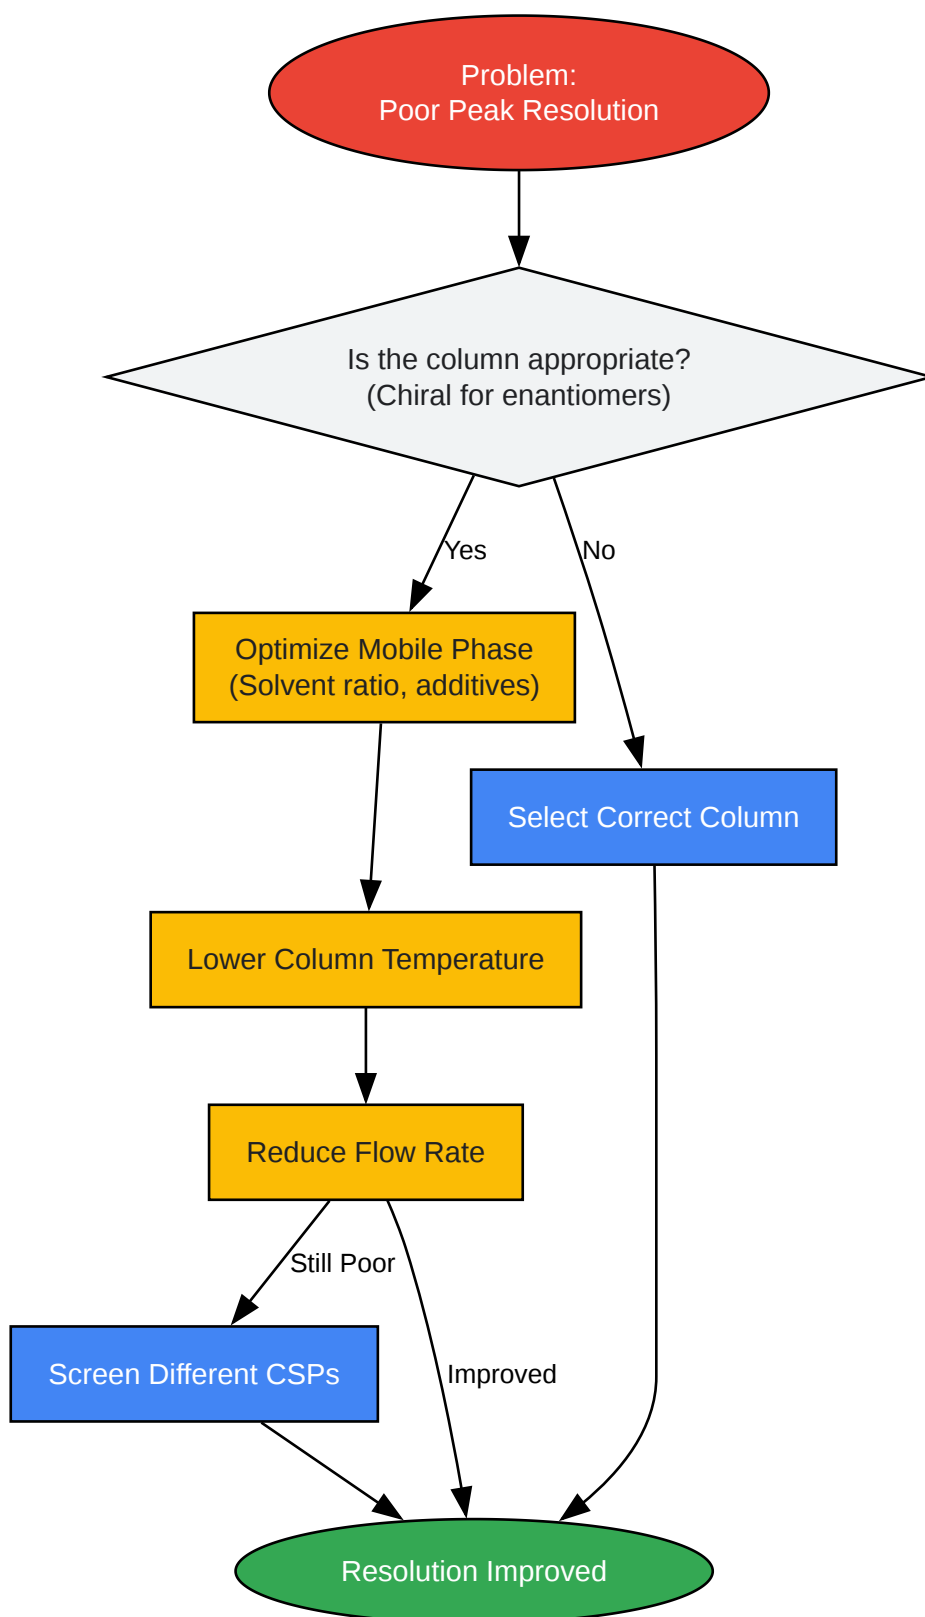 Problem:
Poor Peak Resolution
Is the column appropriate?
(Chiral for enantiomers)
Yes
No
Optimize Mobile Phase
(Solvent ratio, additives)
Select Correct Column
Lower Column Temperature
Reduce Flow Rate
Still Poor
Screen Different CSPs
Improved
Resolution Improved